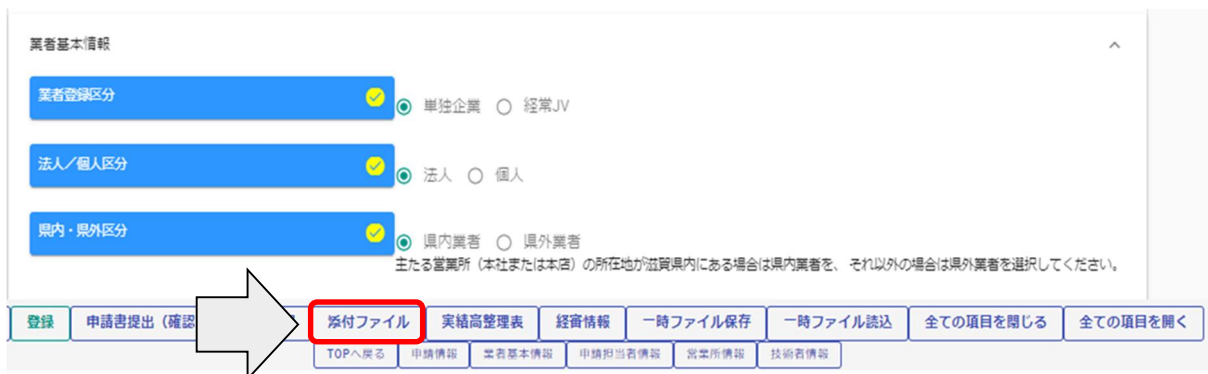 業者基本情報
業者登録区分
単独企業 経常JV
法人／個人区分
法人 個人
県内・県外区分
県内業者 県外業者
主たる営業所（本社または本店）の所在地が滋賀県内にある場合は県内業者を、それ以外の場合は県外業者を選択してください。
登録 申請書提出（確認 添付ファイル 実績高整理表 経審情報 一時ファイル保存 一時ファイル読込 全ての項目を閉じる 全ての項目を開く
TOPへ戻る 申請情報 業者基本情報 申請担当者情報 営業所情報 技術者情報